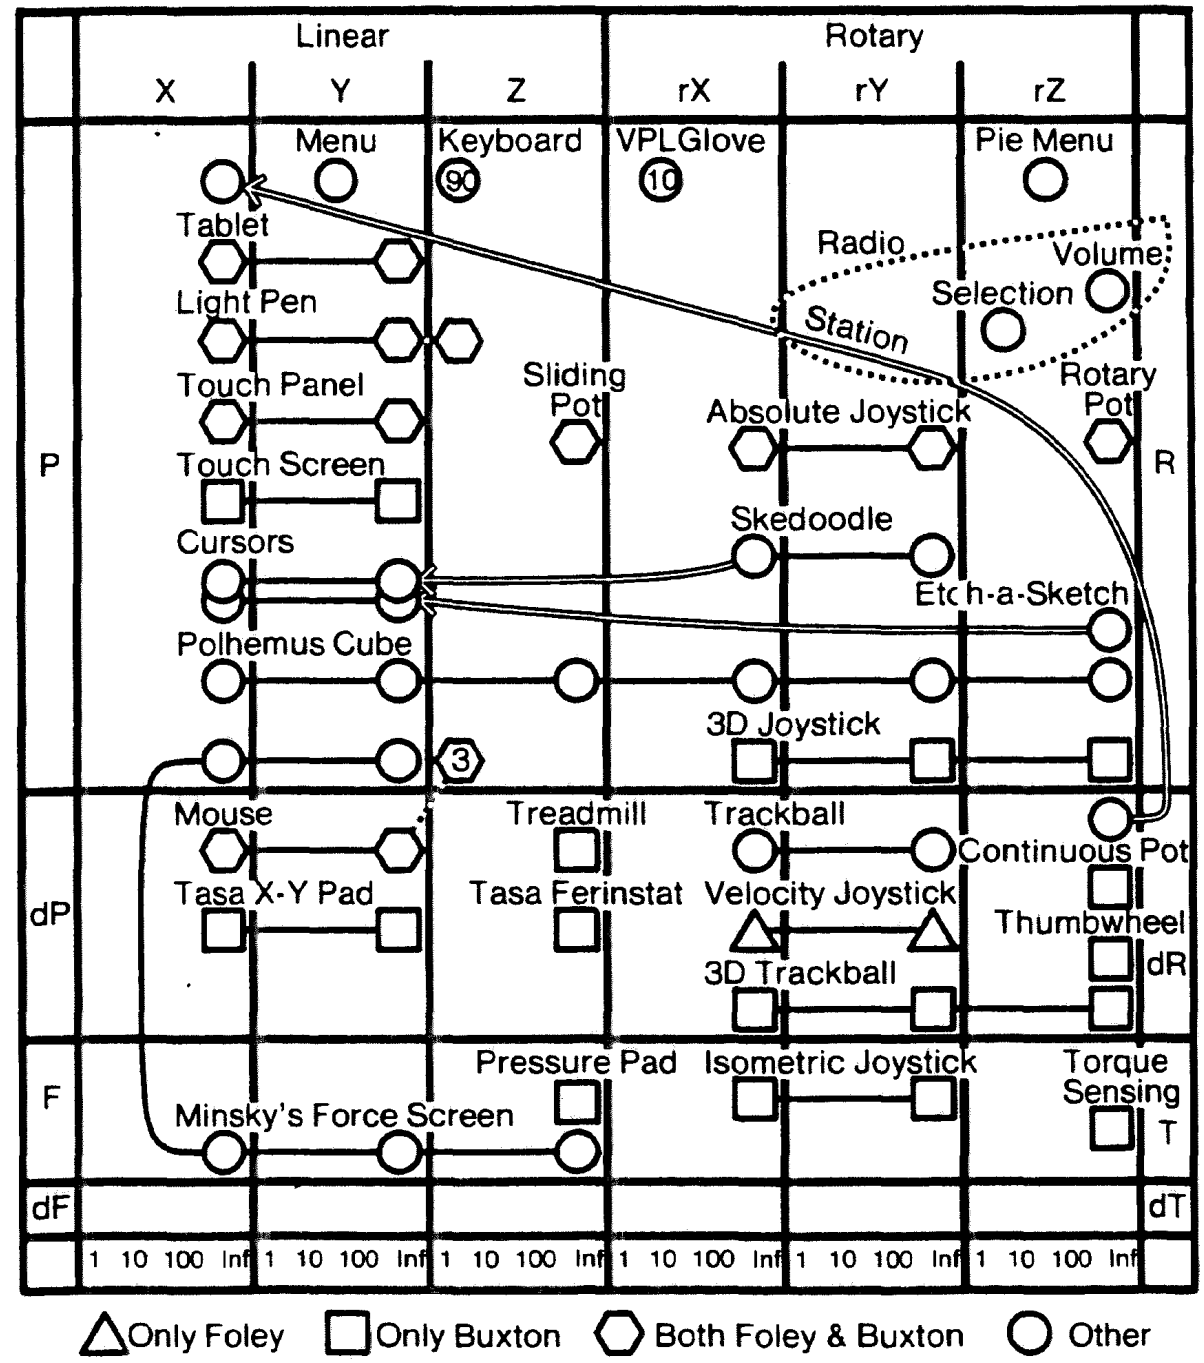 Linear Rotary
X Y Z rX rY rZ
Menu Keyboard VPLGlove Pie Menu
90 10
Tablet
Radio
Volume
Light Pen
Selection
Station
Touch Panel
Sliding
Pot
Rotary
Pot
Absolute Joystick
P R
Touch Screen
Skedoodle
Cursors
Etch-a-Sketch
Polhemus Cube
3D Joystick
3
Mouse Treadmill Trackball
Continuous Pot
Tasa X-Y Pad Tasa Ferinstat Velocity Joystick
dP
Thumbwheel
dR
3D Trackball
Pressure Pad Isometric Joystick Torque
Sensing
F
Minsky's Force Screen
T
dF dT
1 10 100 Inf 1 10 100 Inf 1 10 100 Inf 1 10 100 Inf 1 10 100 Inf 1 10 100 Inf
Only Foley Only Buxton Both Foley & Buxton Other